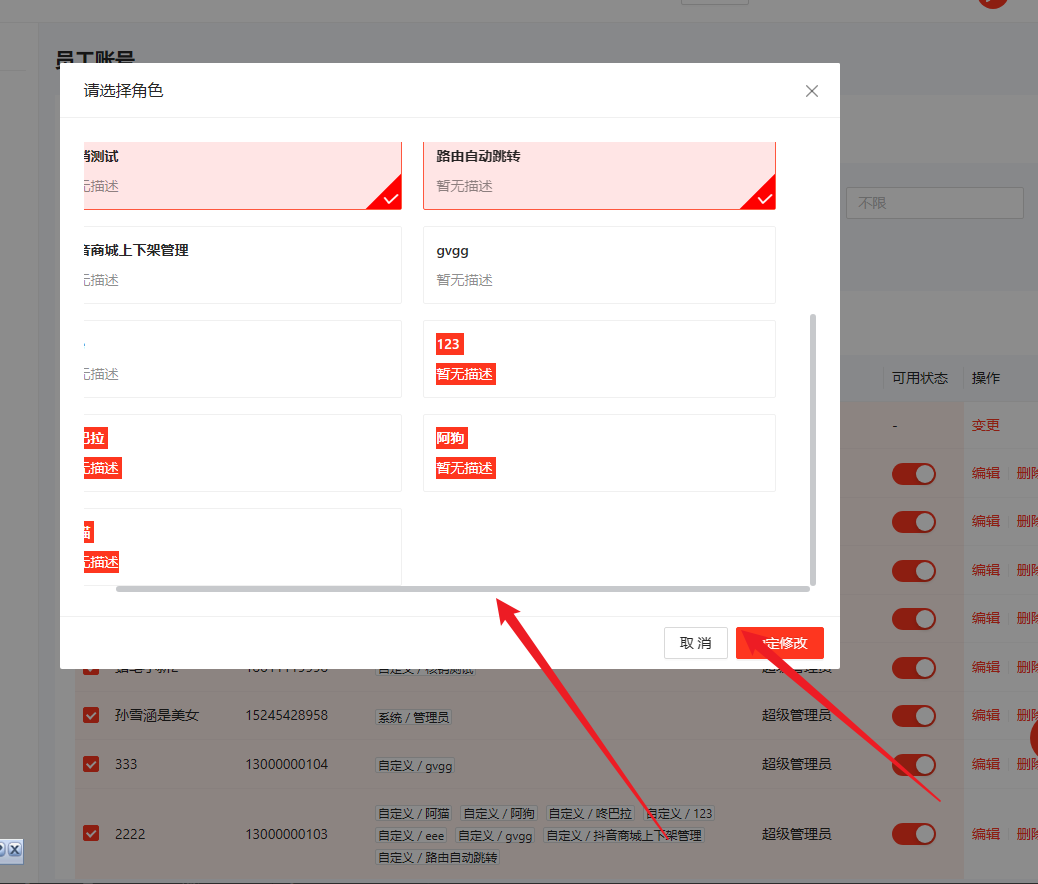 员工账号
请选择角色
不限
测试
路由自动跳转
无描述
暂无描述
音商城上下架管理
gvgg
无描述
暂无描述
123
无描述
暂无描述
可用状态 操作
- 变更
巴拉
阿狗
无描述
暂无描述
编辑 删除
编辑 删除
猫
无描述
编辑 删除
编辑 删除
取消
定修改
超级管理员
编辑 删除
孙雪涵是美女 15245428958 系统 / 管理员 超级管理员 编辑 删除
333 13000000104 自定义 / gvgg 超级管理员 编辑 删除
自定义 / 阿猫 自定义 / 阿狗 自定义 / 咚巴拉 自定义 / 123
2222 13000000103 自定义 / eee 自定义 / gvgg 自定义 / 抖音商城上下架管理 超级管理员 编辑 删除
自定义 / 路由自动跳转